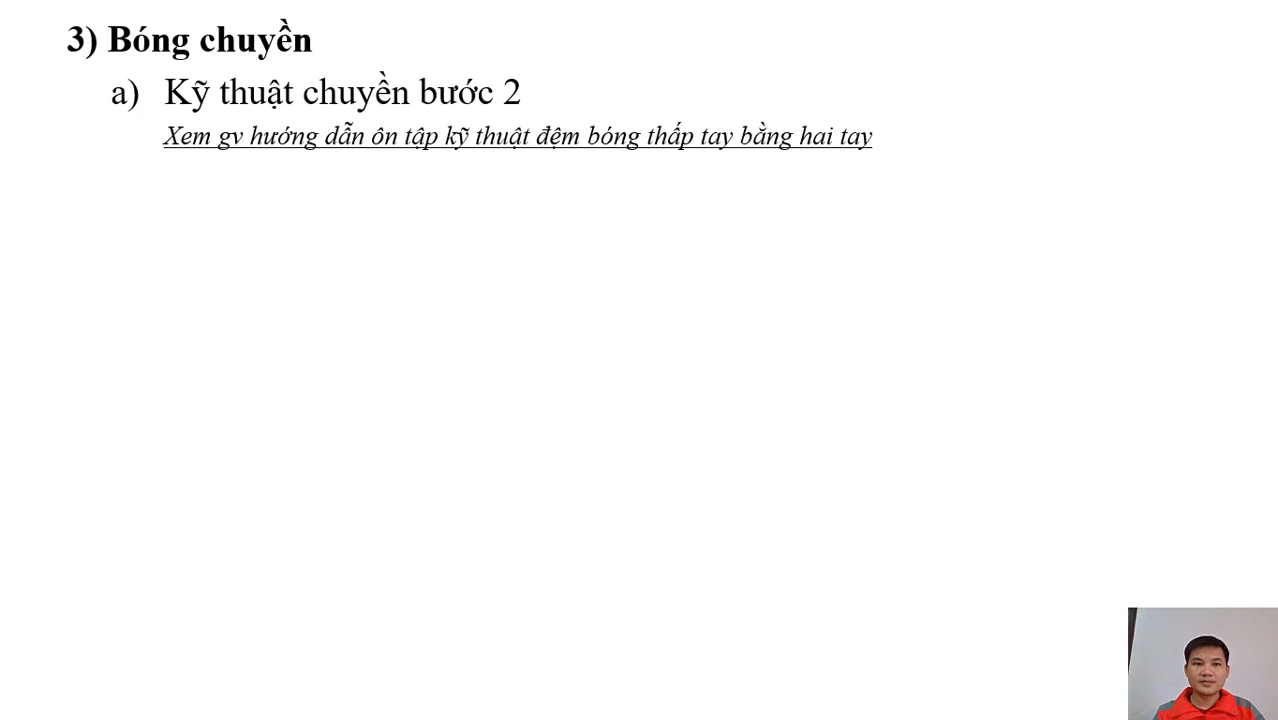 3) Bóng chuyền
a) Kỹ thuật chuyền bước 2
Xem gv hướng dẫn ôn tập kỹ thuật đệm bóng thấp tay bằng hai tay